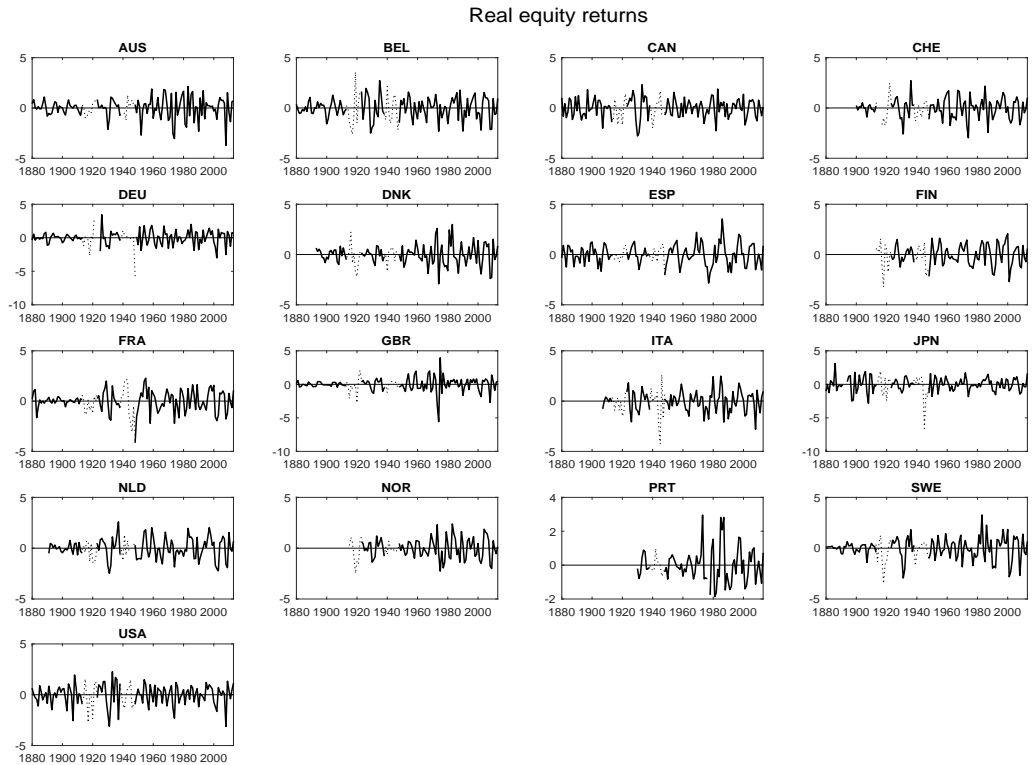 Real equity returns
AUS BEL CAN CHE
5 5 5 5
0 0 0 0
-5 -5 -5 -5
1880 1900 1920 1940 1960 1980 2000 1880 1900 1920 1940 1960 1980 2000 1880 1900 1920 1940 1960 1980 2000 1880 1900 1920 1940 1960 1980 2000
DEU DNK ESP FIN
5 5 5 5
0 0 0 0
-5
-10 -5 -5 -5
1880 1900 1920 1940 1960 1980 2000 1880 1900 1920 1940 1960 1980 2000 1880 1900 1920 1940 1960 1980 2000 1880 1900 1920 1940 1960 1980 2000
FRA GBR ITA JPN
5 5 5 5
0 0 0 0
-5 -5
-5 -10 -5 -10
1880 1900 1920 1940 1960 1980 2000 1880 1900 1920 1940 1960 1980 2000 1880 1900 1920 1940 1960 1980 2000 1880 1900 1920 1940 1960 1980 2000
NLD NOR PRT SWE
5 5 4 5
2
0 0 0 0
-5 -5 -2 -5
1880 1900 1920 1940 1960 1980 2000 1880 1900 1920 1940 1960 1980 2000 1880 1900 1920 1940 1960 1980 2000 1880 1900 1920 1940 1960 1980 2000
USA
5
0
-5
1880 1900 1920 1940 1960 1980 2000